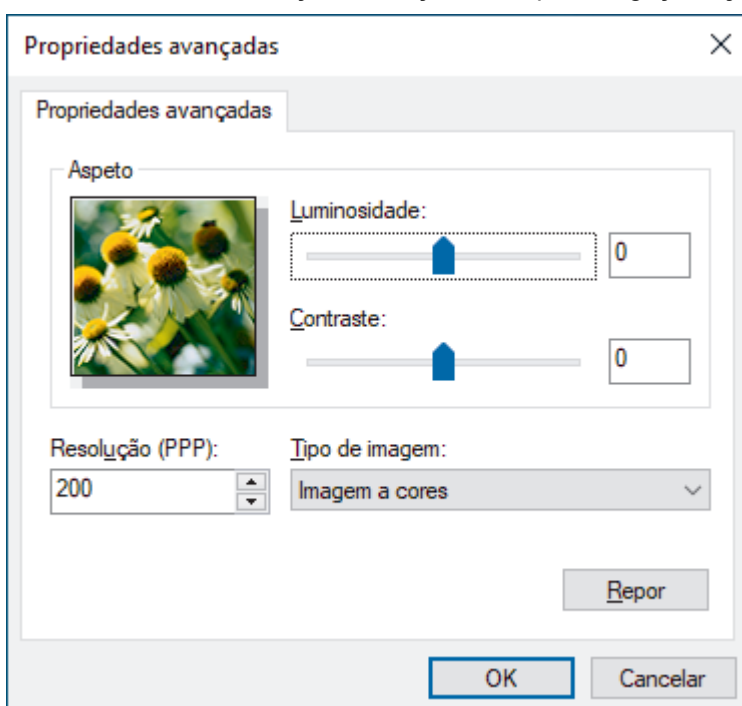 Propriedades avançadas
Propriedades avançadas
Aspeto
Luminosidade:
0
Contraste:
0
Resolução (PPP):
Tipo de imagem:
200
Imagem a cores
Repor
OK
Cancelar